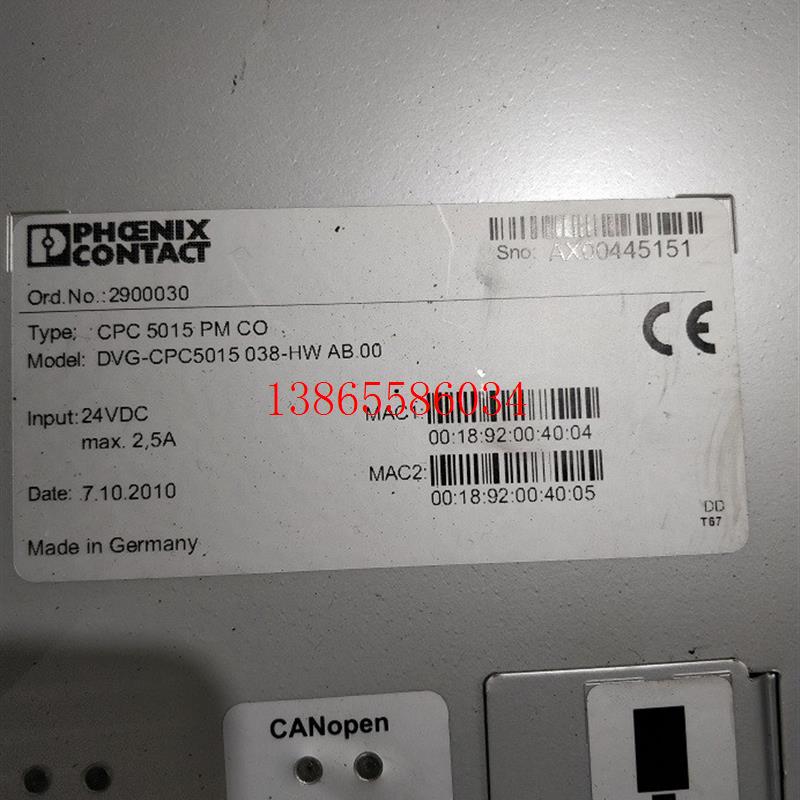 PHŒNIX
CONTACT
Sno: AX00445151
Ord.No.:2900030
Type: CPC 5015 PM CO
Model: DVG-CPC5015 038-HW AB.00
Input:24VDC
max. 2,5A
13865586034
MAC1:
00:18:92:00:40:04
MAC2:
00:18:92:00:40:05
Date: 7.10.2010
DD
T67
Made in Germany
CE
CANopen